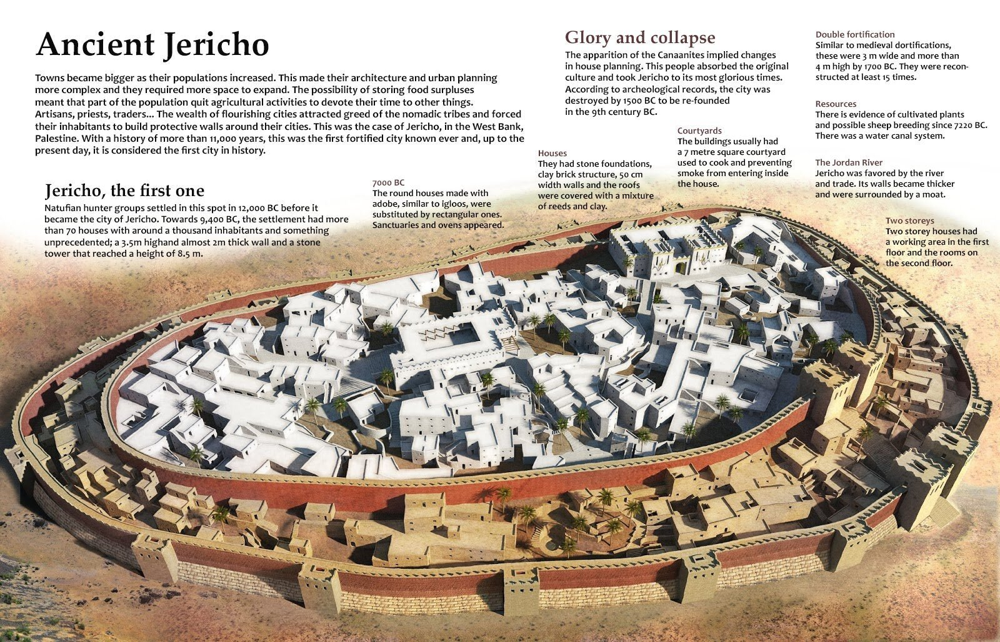 Ancient Jericho
Towns became bigger as their populations increased. This made their architecture and urban planning
more complex and they required more space to expand. The possibility of storing food surpluses
meant that part of the population quit agricultural activities to devote their time to other things.
Artisans, priests, traders... The wealth of flourishing cities attracted greed of the nomadic tribes and forced
their inhabitants to build protective walls around their cities. This was the case of Jericho, in the West Bank,
Palestine. With a history of more than 11,000 years, this was the first fortified city known ever and, up to the
present day, it is considered the first city in history.
Jericho, the first one
Natufian hunter groups settled in this spot in 12,000 BC before it
became the city of Jericho. Towards 9,400 BC, the settlement had more
than 70 houses with around a thousand inhabitants and something
unprecedented; a 3.5m highand almost 2m thick wall and a stone
tower that reached a height of 8.5 m.
7000 BC
The round houses made with
adobe, similar to igloos, were
substituted by rectangular ones.
Sanctuaries and ovens appeared.
Glory and collapse
The apparition of the Canaanites implied changes
in house planning. This people absorbed the original
culture and took Jericho to its most glorious times.
According to archeological records, the city was
destroyed by 1500 BC to be re-founded
in the 9th century BC.
Houses
They had stone foundations,
clay brick structure, 50 cm
width walls and the roofs
were covered with a mixture
of reeds and clay.
Courtyards
The buildings usually had
a 7 metre square courtyard
used to cook and preventing
smoke from entering inside
the house.
Double fortification
Similar to medieval dortifications,
these were 3 m wide and more than
4 m high by 1700 BC. They were recon-
structed at least 15 times.
Resources
There is evidence of cultivated plants
and possible sheep breeding since 7220 BC.
There was a water canal system.
The Jordan River
Jericho was favored by the river
and trade. Its walls became thicker
and were surrounded by a moat.
Two storeys
Two storey houses had
a working area in the first
floor and the rooms on
the second floor.